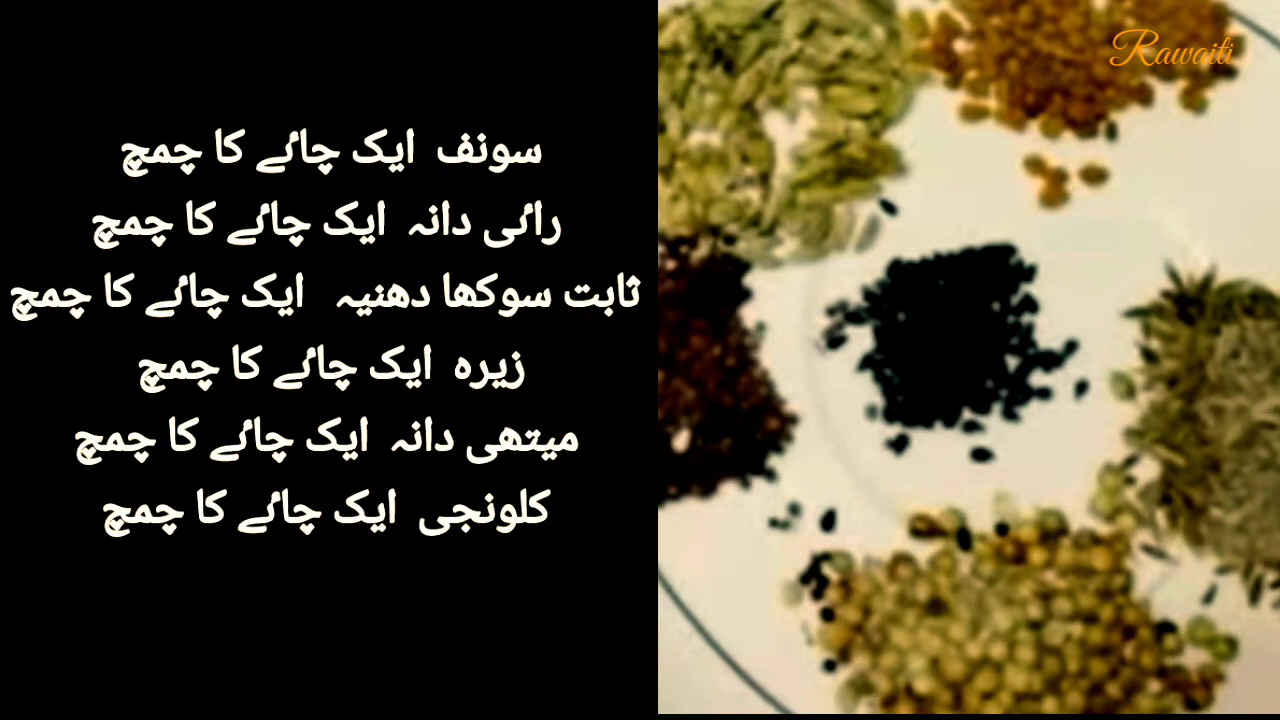 Rawaiti
سونف ایک چائے کا چمچ
رائی دانہ ایک چائے کا چمچ
ثابت سوکھا دھنیہ ایک چائے کا چمچ
زیرہ ایک چائے کا چمچ
میتھی دانہ ایک چائے کا چمچ
کلونجی ایک چائے کا چمچ